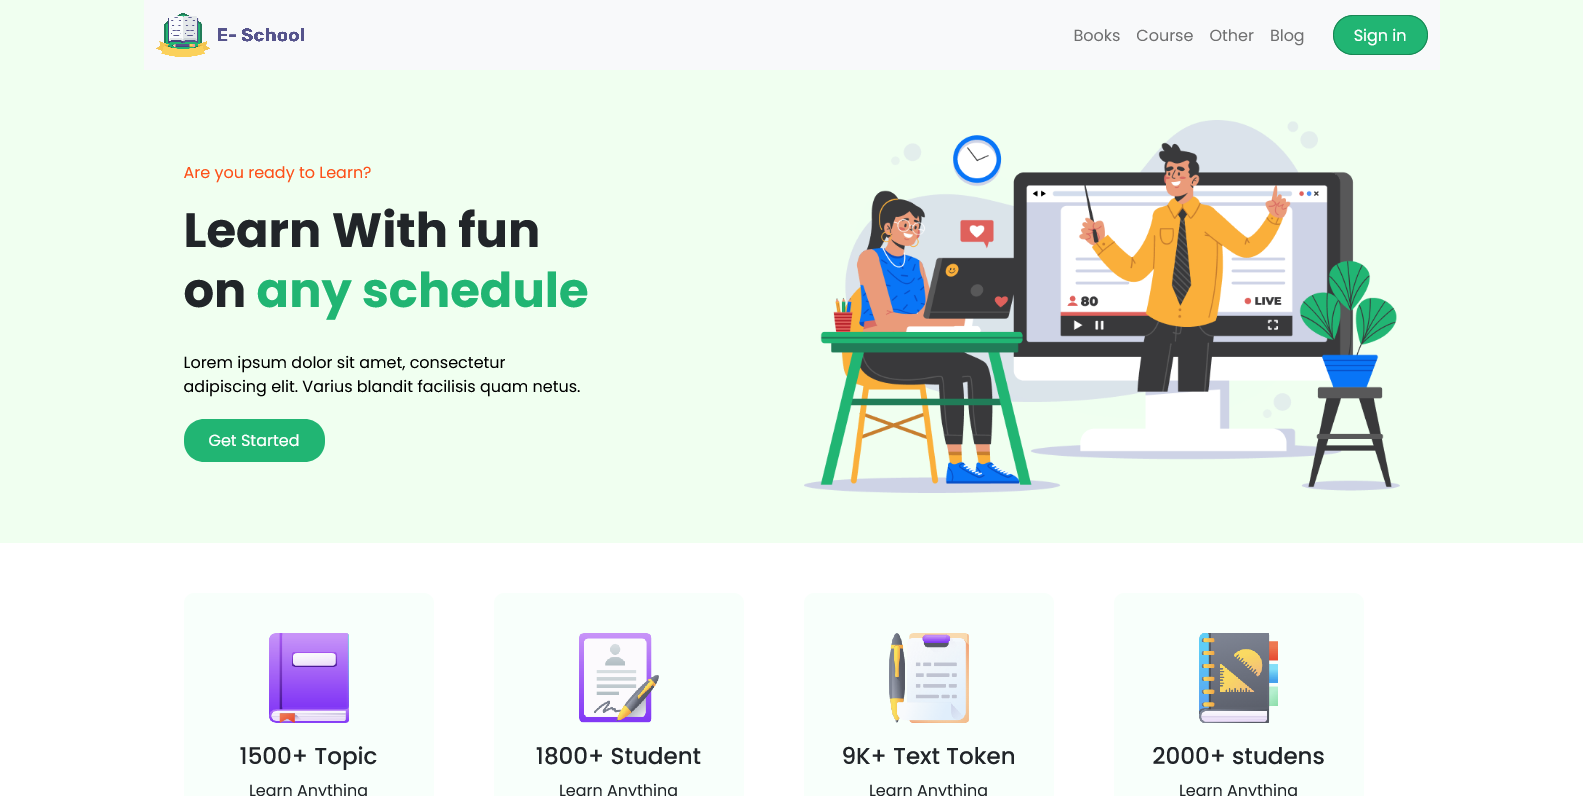 E- School
Books Course Other Blog Sign in
Are you ready to Learn?
Learn With fun
on any schedule
Lorem ipsum dolor sit amet, consectetur
adipiscing elit. Varius blandit facilisis quam netus.
Get Started
80
LIVE
1500+ Topic
Learn Anything
1800+ Student
Learn Anything
9K+ Text Token
Learn Anything
2000+ studens
Learn Anything